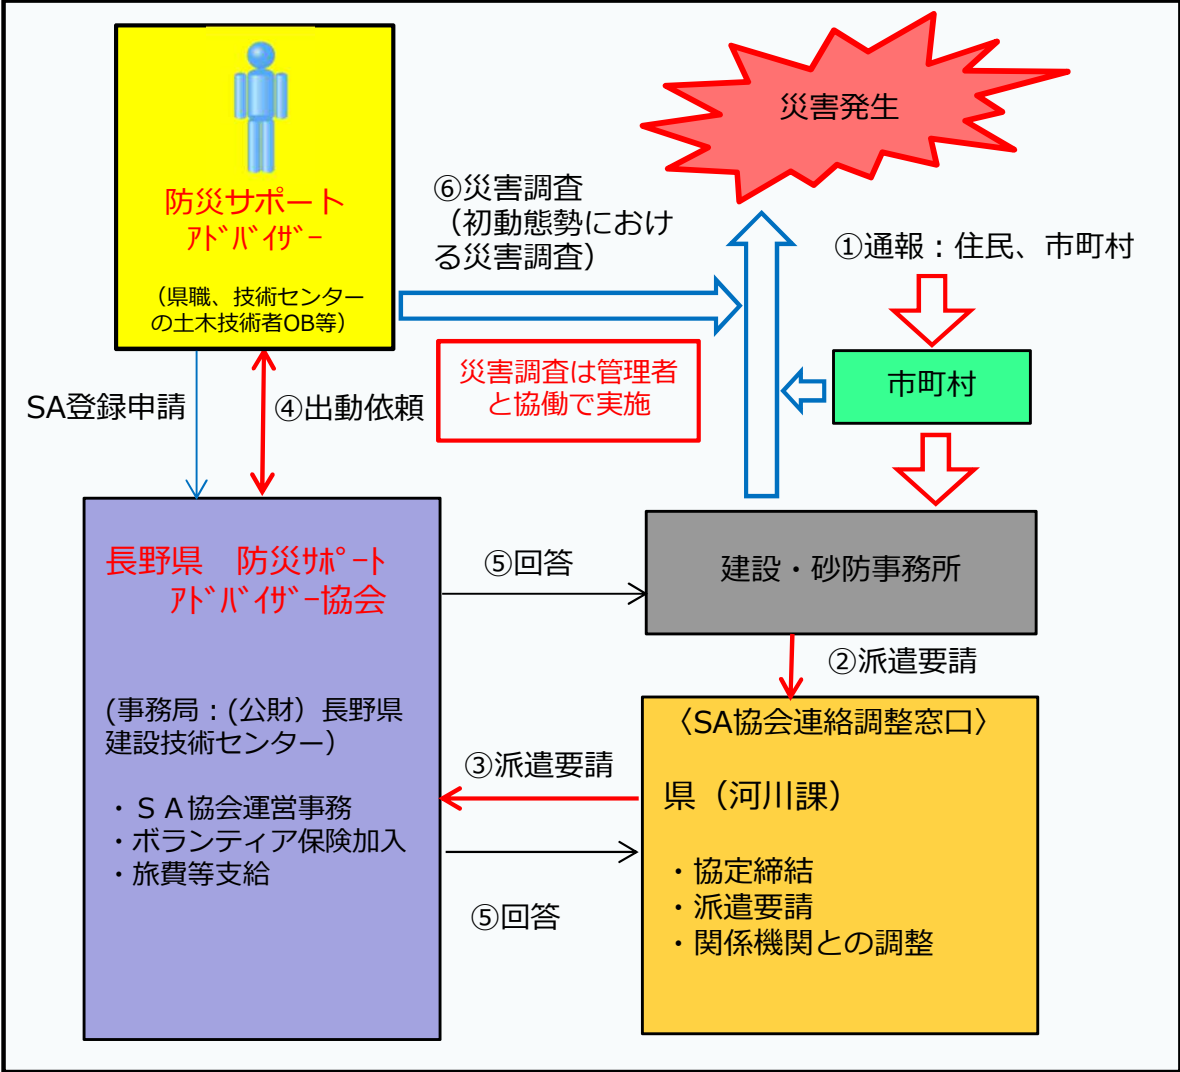 災害発生
防災サポート
ｱﾄﾞﾊﾞｲｻﾞｰ
（県職、技術センター
の土木技術者OB等）
⑥災害調査
（初動態勢におけ
る災害調査）
①通報：住民、市町村
災害調査は管理者
と協働で実施
市町村
SA登録申請
④出動依頼
長野県　防災ｻﾎﾟｰﾄ
ｱﾄﾞﾊﾞｲｻﾞｰ協会
(事務局：(公財）長野県
建設技術センター）
・ＳＡ協会運営事務
・ボランティア保険加入
・旅費等支給
⑤回答
建設・砂防事務所
②派遣要請
③派遣要請
⑤回答
〈SA協会連絡調整窓口〉
県（河川課）
・協定締結
・派遣要請
・関係機関との調整